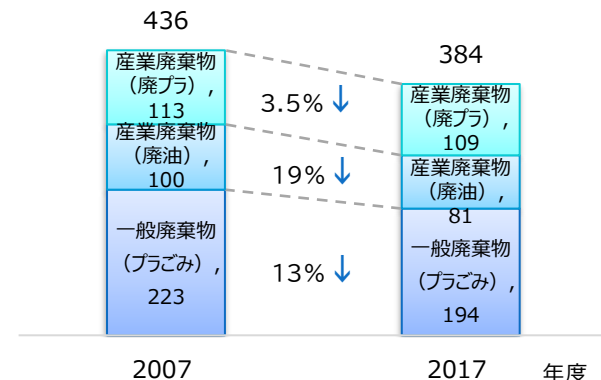 436
産業廃棄物
（廃プラ）,
113
産業廃棄物
（廃油）,
100
一般廃棄物
（プラごみ）,
223
3.5% ↓
19% ↓
13% ↓
384
産業廃棄物
（廃プラ）,
109
産業廃棄物
（廃油）,
81
一般廃棄物
（プラごみ）,
194
2007
2017
年度